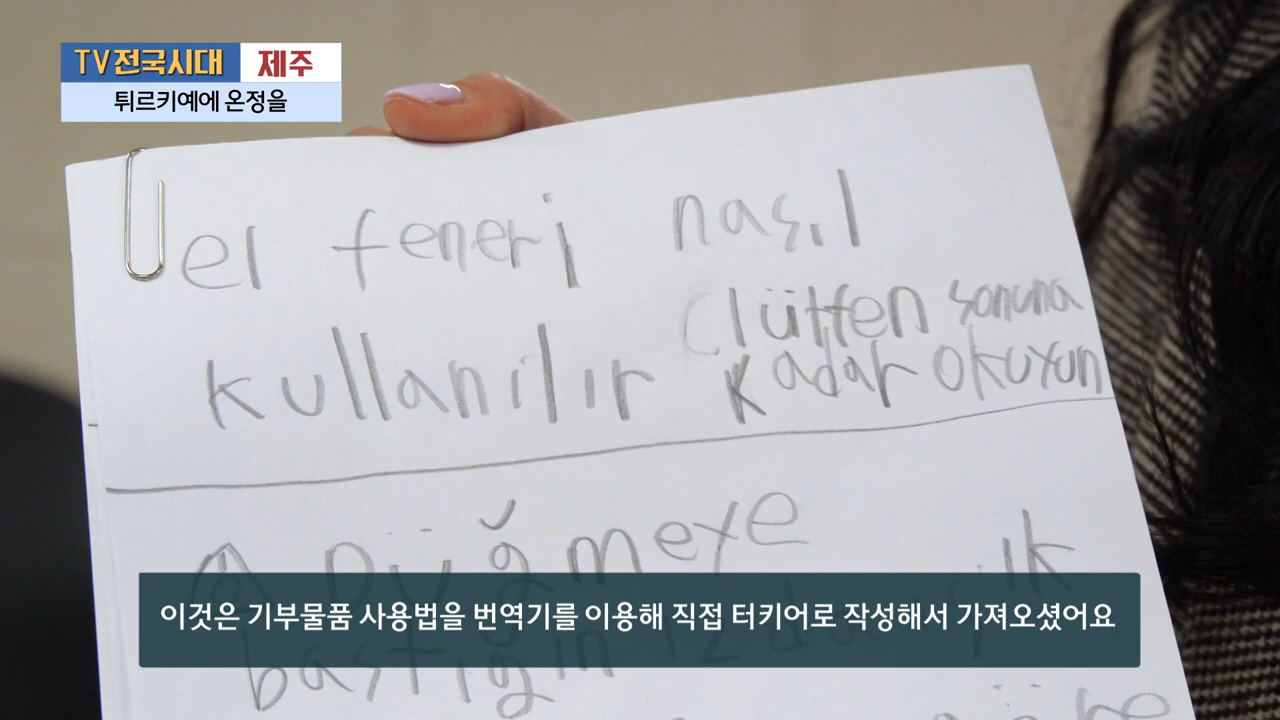 TV전국시대 제주
튀르키예에 온정을
el feneri nasıl
kullanılır (lütfen sonuna
kadar okuyun
① Düğmeye
ık
이것은 기부물품 사용법을 번역기를 이용해 직접 터키어로 작성해서 가져오셨어요